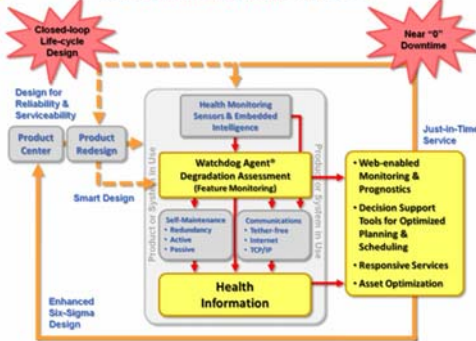 Closed-loop
Life-cycle
Design
Near "0"
Downtime
Design for
Reliability &
Serviceability
Health Monitoring
Sensors & Embedded
Intelligence
Product
Center
Product
Redesign
Just-in-Time
Service
Watchdog Agent®
Degradation Assessment
(Feature Monitoring)
Smart Design
Product or System in Use
Product or System in Use
Self-Maintenance
• Redundancy
• Active
• Passive
Communications
• Tether-free
• Internet
• TCP/IP
• Web-enabled
Monitoring &
Prognostics
• Decision Support
Tools for Optimized
Planning &
Scheduling
• Responsive Services
• Asset Optimization
Health
Information
Enhanced
Six-Sigma
Design